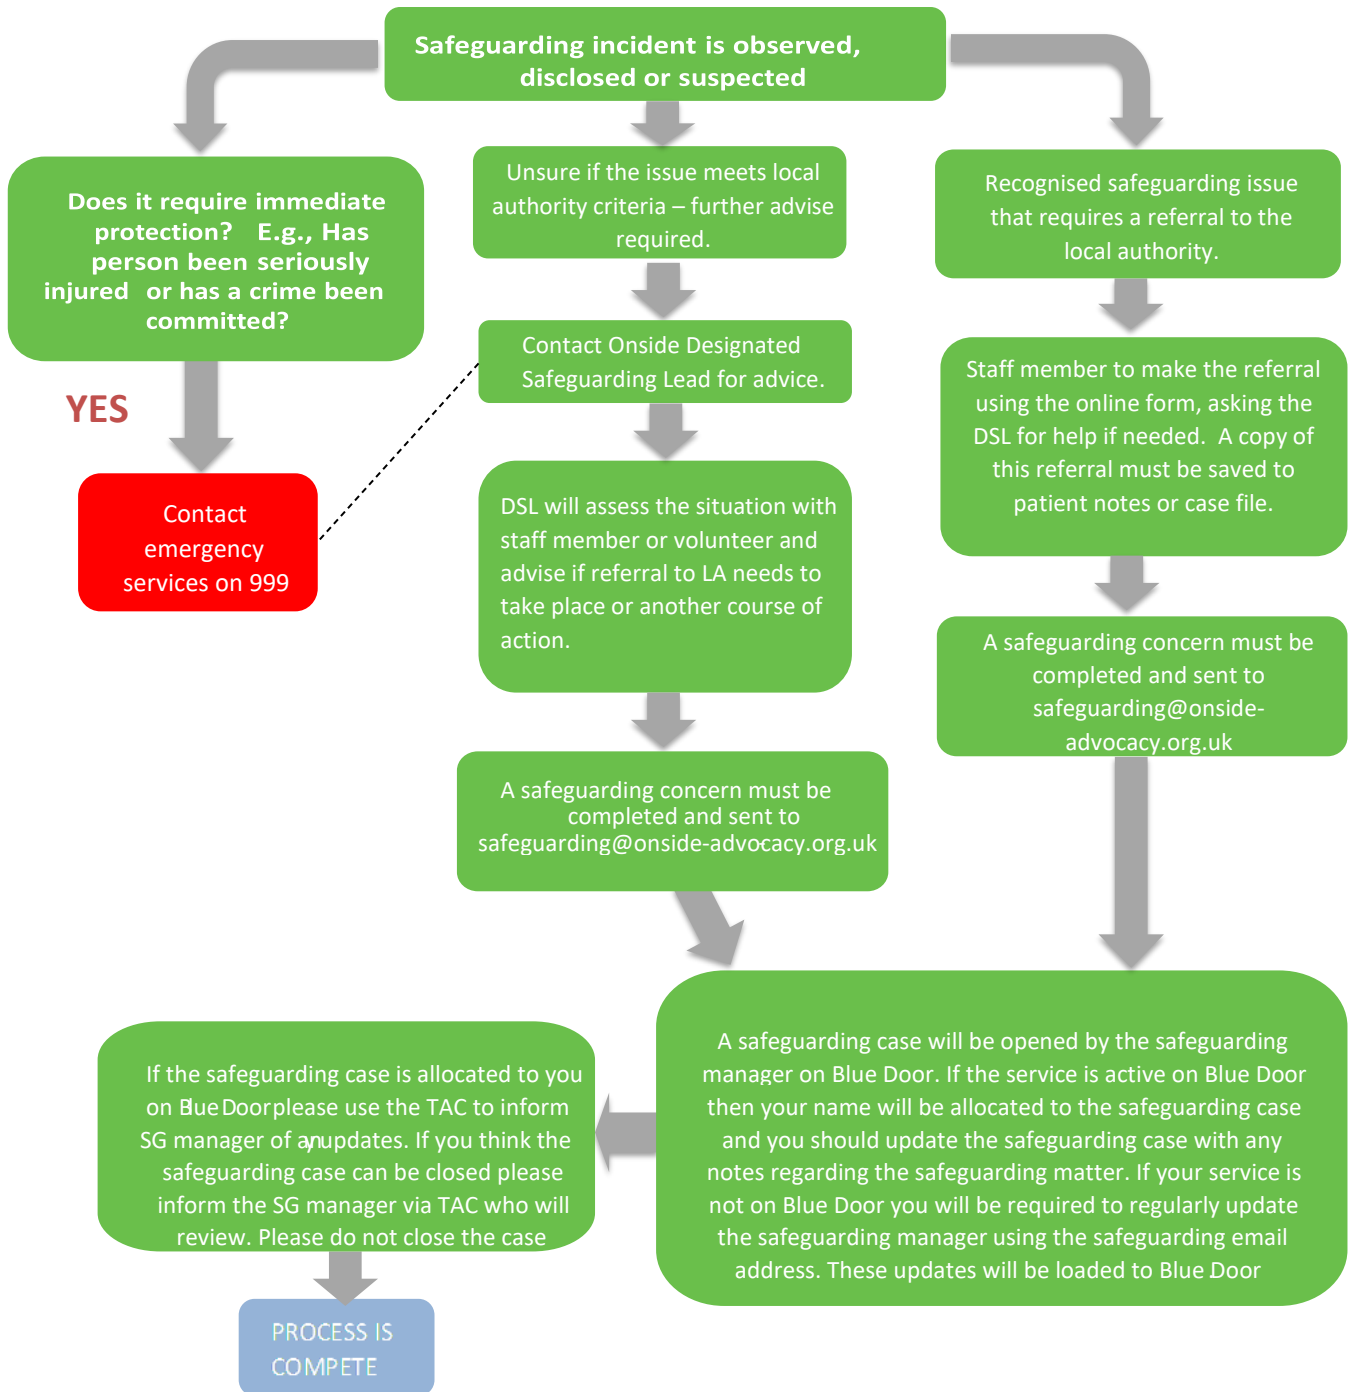 Safeguarding incident is observed,
disclosed or suspected
Does it require immediate
protection? E.g., Has
person been seriously
injured or has a crime been
committed?
YES
Contact
emergency
services on 999
Unsure if the issue meets local
authority criteria – further advise
required.
Contact Onside Designated
Safeguarding Lead for advice.
DSL will assess the situation with
staff member or volunteer and
advise if referral to LA needs to
take place or another course of
action.
A safeguarding concern must be
completed and sent to
safeguarding@onside-advocacy.org.uk
Recognised safeguarding issue
that requires a referral to the
local authority.
Staff member to make the referral
using the online form, asking the
DSL for help if needed. A copy of
this referral must be saved to
patient notes or case file.
A safeguarding concern must be
completed and sent to
safeguarding@onside-
advocacy.org.uk
A safeguarding case will be opened by the safeguarding
manager on Blue Door. If the service is active on Blue Door
then your name will be allocated to the safeguarding case
and you should update the safeguarding case with any
notes regarding the safeguarding matter. If your service is
not on Blue Door you will be required to regularly update
the safeguarding manager using the safeguarding email
address. These updates will be loaded to Blue Door
If the safeguarding case is allocated to you
on Blue Door please use the TAC to inform
SG manager of any updates. If you think the
safeguarding case can be closed please
inform the SG manager via TAC who will
review. Please do not close the case
PROCESS IS
COMPETE